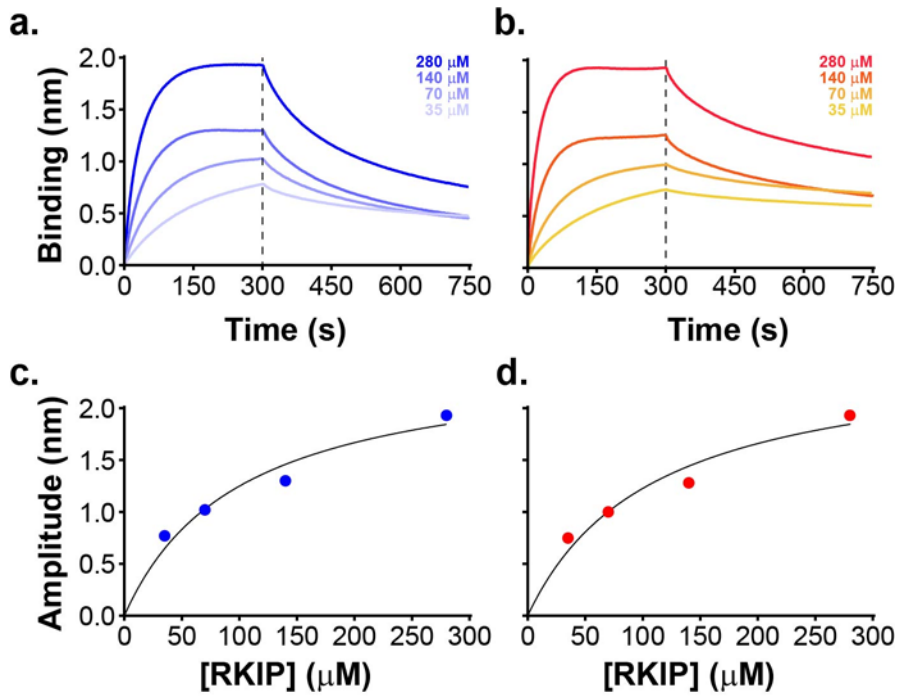 a.
Binding (nm)
2.0
1.5
1.0
0.5
0.0
280 μM
140 μM
70 μM
35 μM
0 150 300 450 600 750
Time (s)
b.
280 μM
140 μM
70 μM
35 μM
0 150 300 450 600 750
Time (s)
c.
Amplitude (nm)
2.0
1.5
1.0
0.5
0.0
0 50 100 150 200 250 300
[RKIP] (μM)
d.
0 50 100 150 200 250 300
[RKIP] (μM)